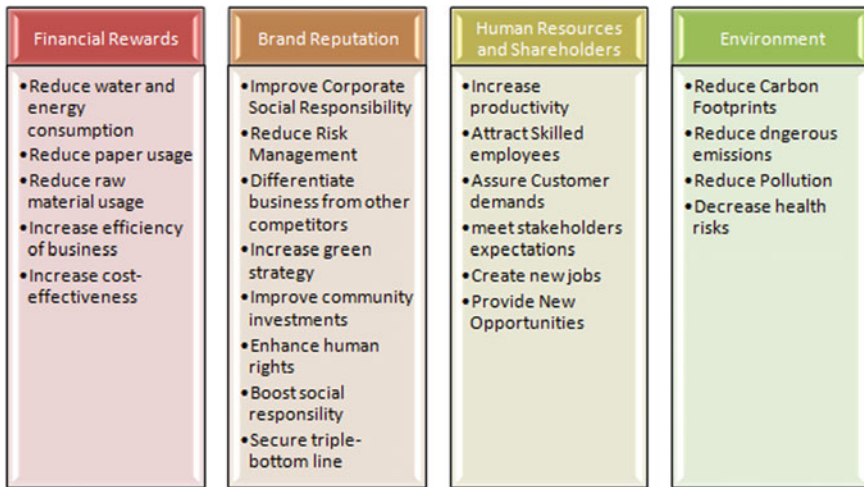 Financial Rewards
•Reduce water and
energy
consumption
•Reduce paper usage
•Reduce raw
material usage
•Increase efficiency
of business
•Increase cost-
effectiveness
Brand Reputation
•Improve Corporate
Social Responsibility
•Reduce Risk
Management
•Differentiate
business from other
competitors
•Increase green
strategy
•Improve community
investments
•Enhance human
rights
•Boost social
responsility
•Secure triple-
bottom line
Human Resources
and Shareholders
•Increase
productivity
•Attract Skilled
employees
•Assure Customer
demands
•meet stakeholders
expectations
•Create new jobs
•Provide New
Opportunities
Environment
•Reduce Carbon
Footprints
•Reduce dngerous
emissions
•Reduce Pollution
•Decrease health
risks